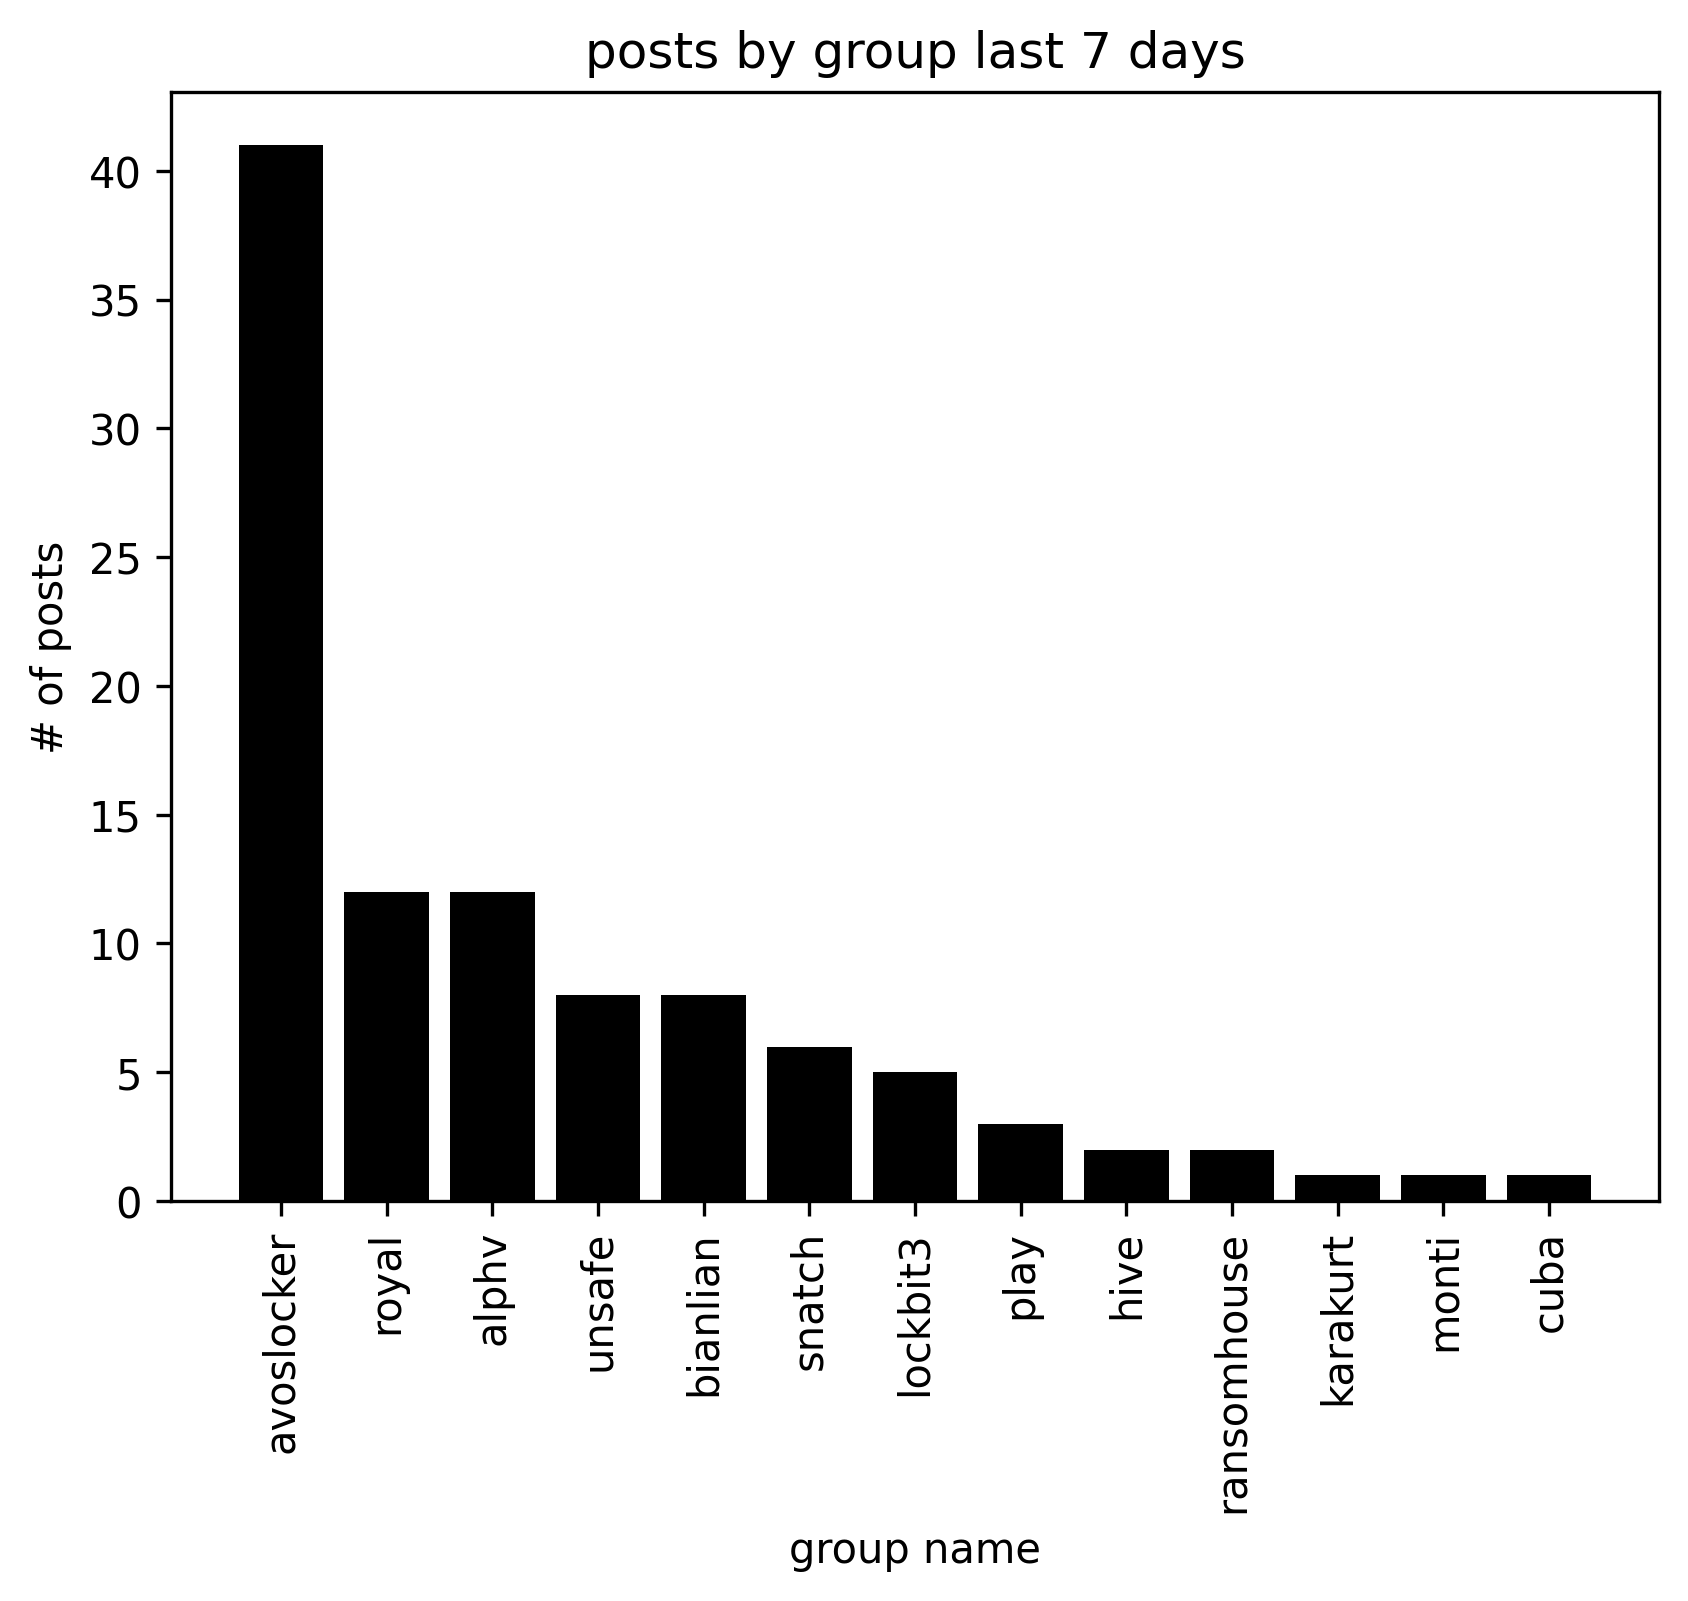 posts by group last 7 days
# of posts
40
35
30
25
20
15
10
5
0
avoslocker
royal
alphv
unsafe
bianlian
snatch
lockbit3
play
hive
ransomhouse
karakurt
monti
cuba
group name